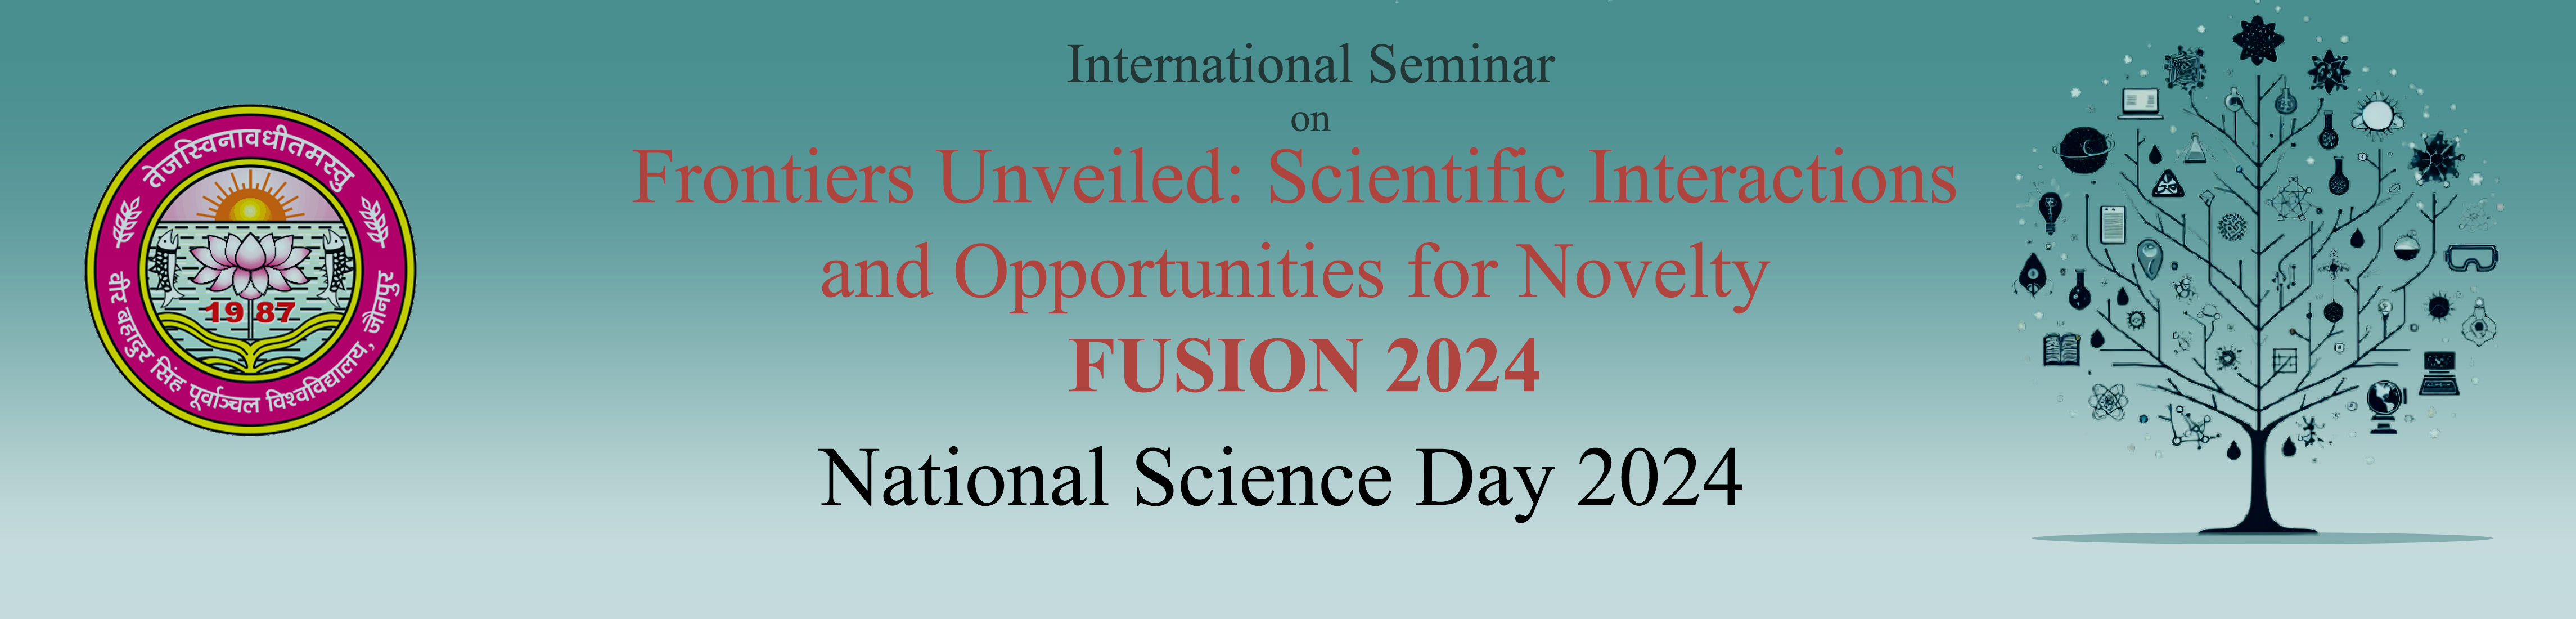 तेजस्विनावधीतमस्तु
1987
वीर बहादुर सिंह पूर्वाञ्चल विश्वविद्यालय, जौनपुर
International Seminar
on
Frontiers Unveiled: Scientific Interactions
and Opportunities for Novelty
FUSION 2024
National Science Day 2024